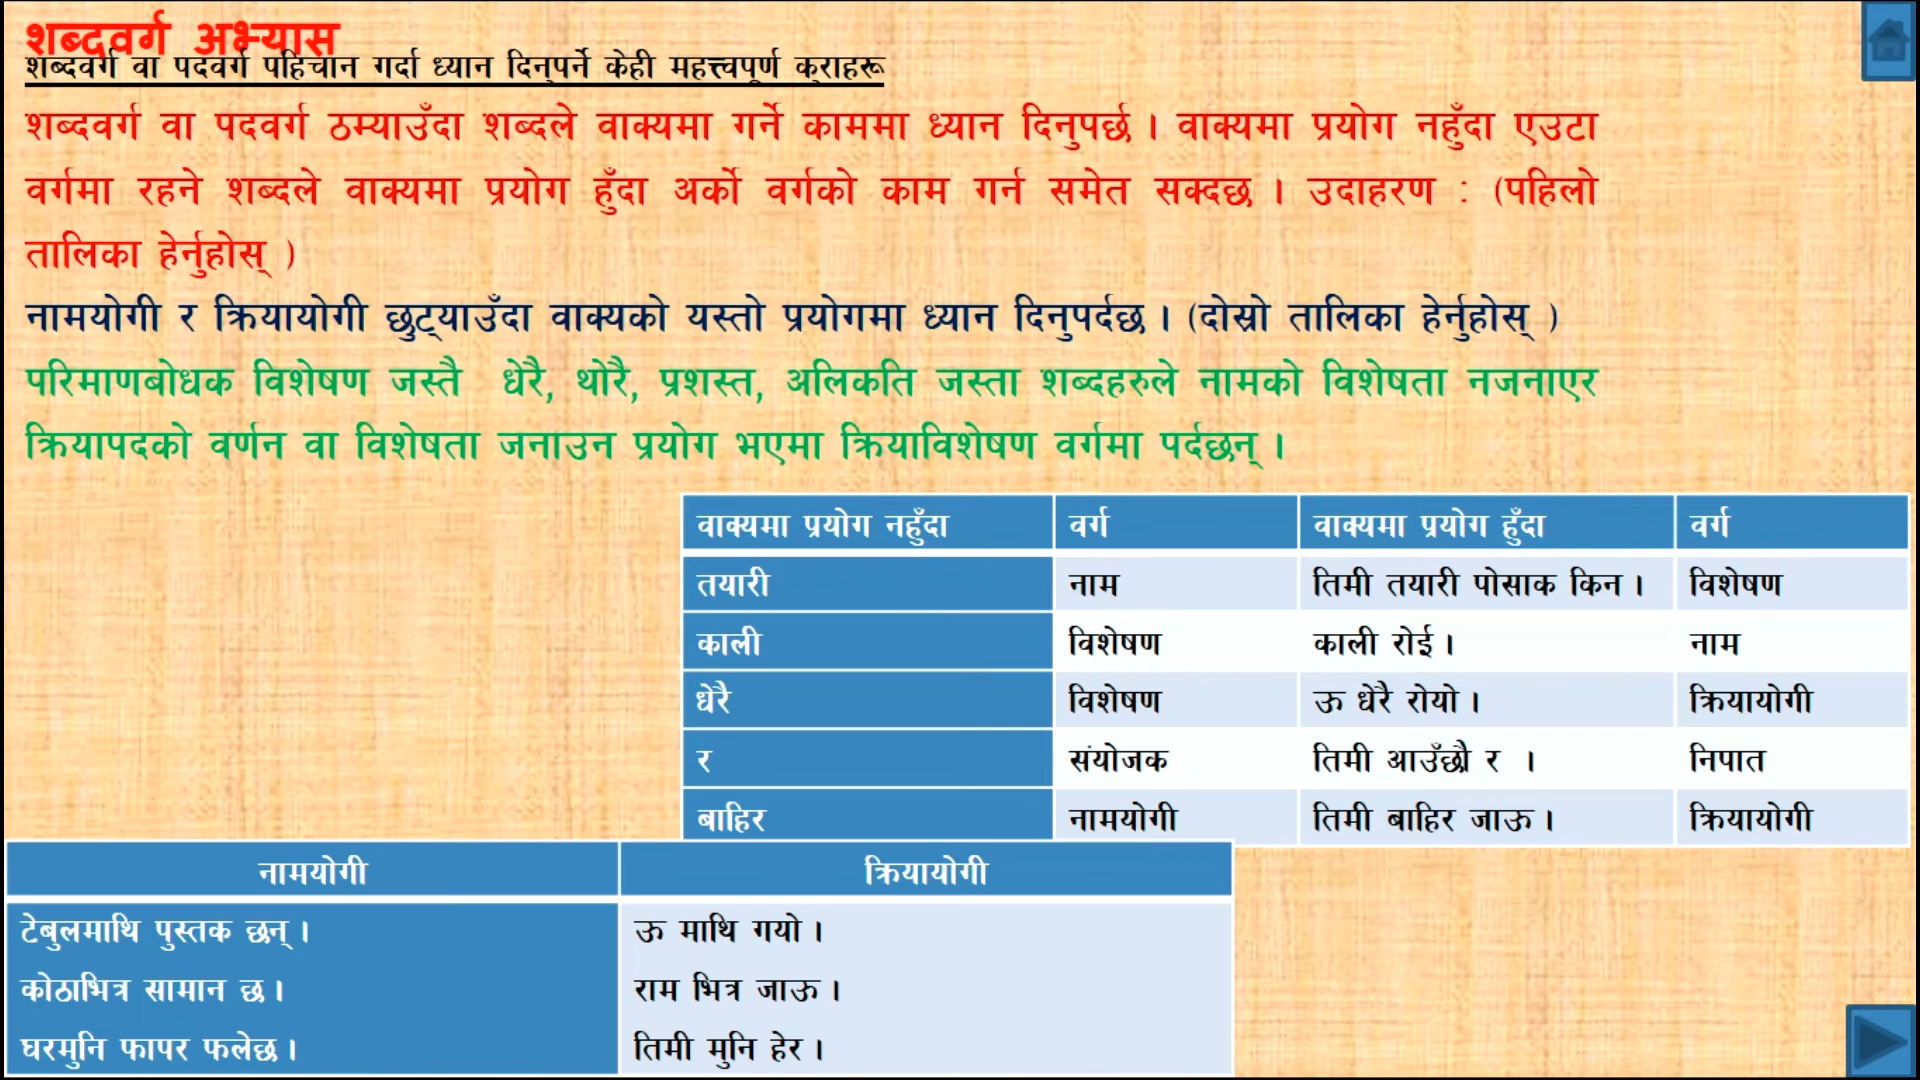 शब्दवर्ग अभ्यास
शब्दवर्ग वा पदवर्ग पहिचान गर्दा ध्यान दिनुपर्ने केही महत्त्वपूर्ण कुराहरू
शब्दवर्ग वा पदवर्ग ठम्याउँदा शब्दले वाक्यमा गर्ने काममा ध्यान दिनुपर्छ । वाक्यमा प्रयोग नहुँदा एउटा
वर्गमा रहने शब्दले वाक्यमा प्रयोग हुँदा अर्को वर्गको काम गर्न समेत सक्दछ । उदाहरण : (पहिलो
तालिका हेर्नुहोस् )
नामयोगी र क्रियायोगी छुट्याउँदा वाक्यको यस्तो प्रयोगमा ध्यान दिनुपर्दछ । (दोस्रो तालिका हेर्नुहोस् )
परिमाणबोधक विशेषण जस्तै धेरै, थोरै, प्रशस्त, अलिकति जस्ता शब्दहरुले नामको विशेषता नजनाएर
क्रियापदको वर्णन वा विशेषता जनाउन प्रयोग भएमा क्रियाविशेषण वर्गमा पर्दछन् ।
वाक्यमा प्रयोग नहुँदा वर्ग वाक्यमा प्रयोग हुँदा वर्ग
तयारी नाम तिमी तयारी पोसाक किन । विशेषण
काली विशेषण काली रोई । नाम
धेरै विशेषण ऊ धेरै रोयो । क्रियायोगी
र संयोजक तिमी आउँछौ र । निपात
बाहिर नामयोगी तिमी बाहिर जाऊ । क्रियायोगी
नामयोगी क्रियायोगी
टेबुलमाथि पुस्तक छन् । ऊ माथि गयो ।
कोठाभित्र सामान छ । राम भित्र जाऊ ।
घरमुनि फापर फलेछ । तिमी मुनि हेर ।